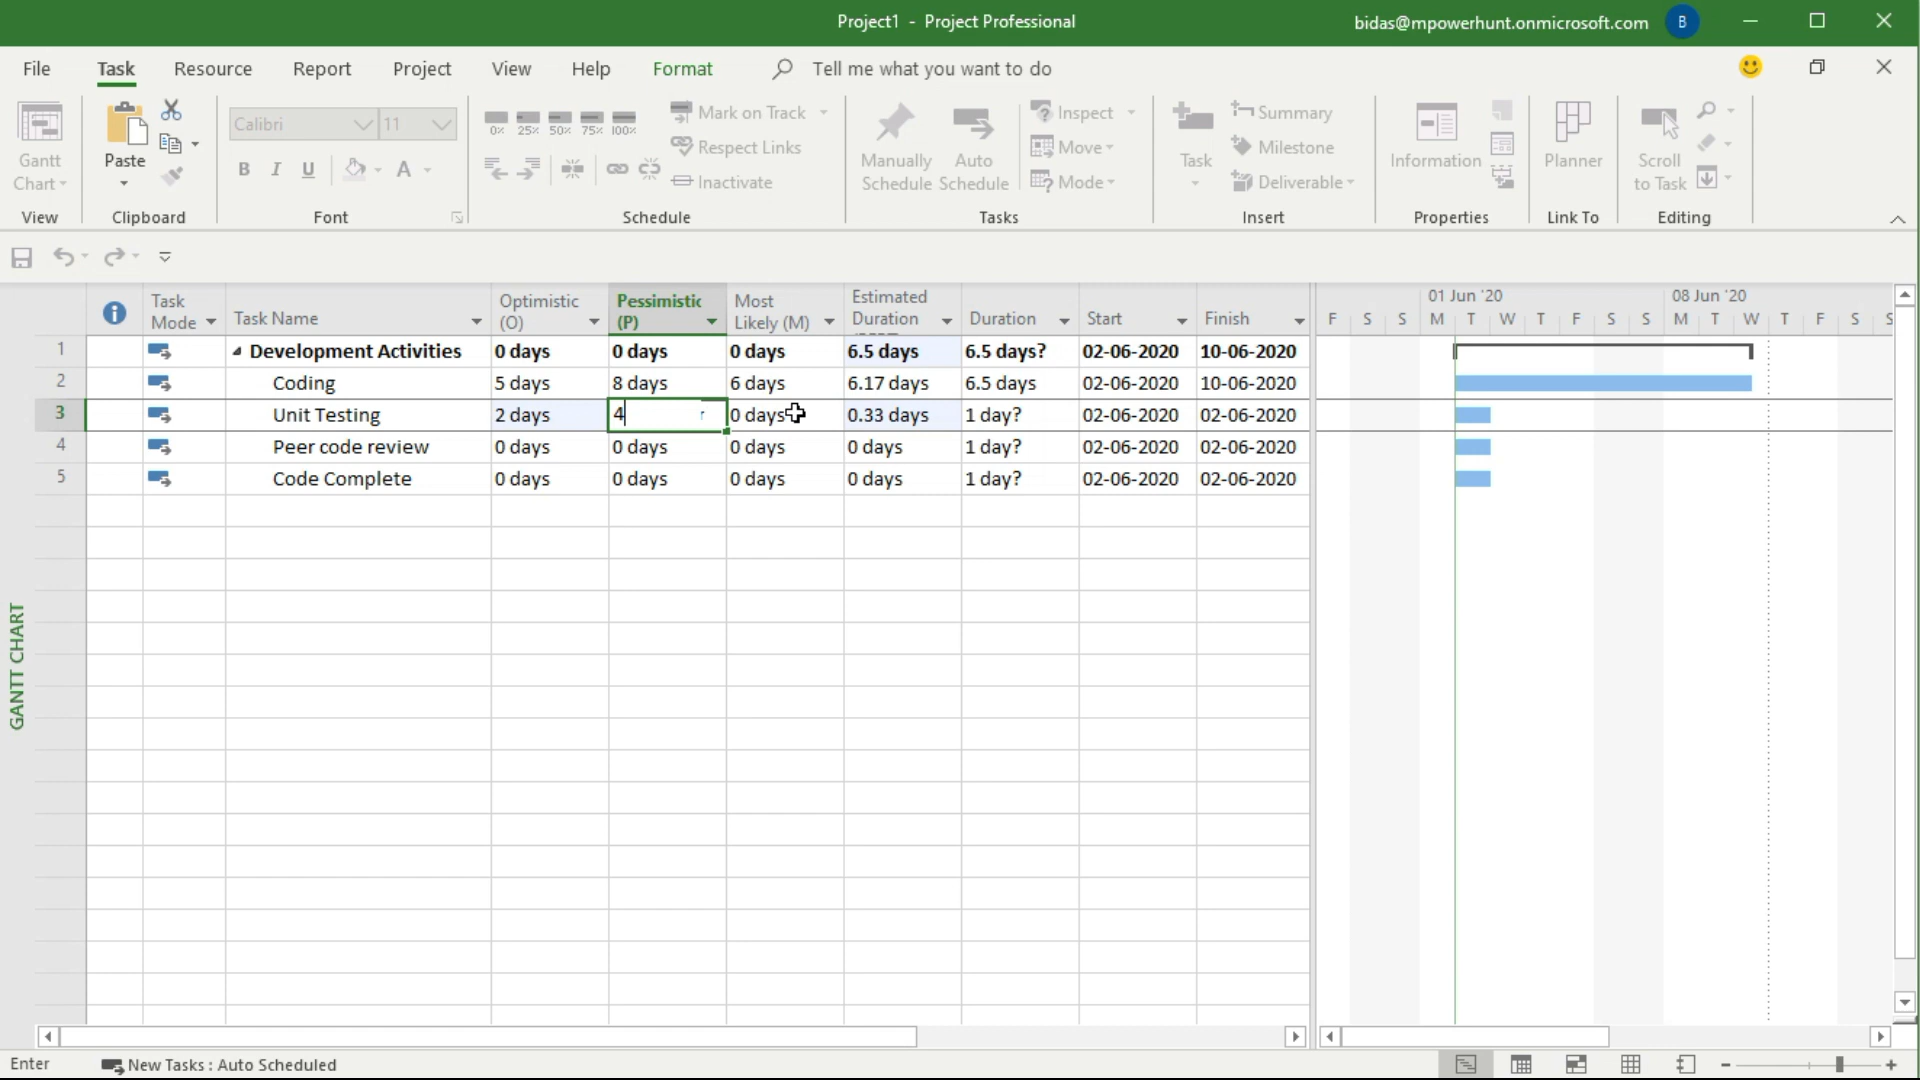 Project1 - Project Professional
bidas@mpowerhunt.onmicrosoft.com
B
File Task Resource Report Project View Help Format Tell me what you want to do
Gantt Chart
View
Paste
Clipboard
Calibri 11
B I U A
Font
0% 25% 50% 75% 100%
Mark on Track
Respect Links
Inactivate
Schedule
Manually Schedule
Auto Schedule
Inspect
Move
Mode
Tasks
Task
Summary
Milestone
Deliverable
Insert
Information
Properties
Planner
Link To
Scroll to Task
Editing
Task Mode Task Name Optimistic (O) Pessimistic (P) Most Likely (M) Estimated Duration Duration Start Finish
01 Jun '20 08 Jun '20
F S S M T W T F S S M T W T F S S
1 Development Activities 0 days 0 days 0 days 6.5 days 6.5 days? 02-06-2020 10-06-2020
2 Coding 5 days 8 days 6 days 6.17 days 6.5 days 02-06-2020 10-06-2020
3 Unit Testing 2 days 4 0 days 0.33 days 1 day? 02-06-2020 02-06-2020
4 Peer code review 0 days 0 days 0 days 0 days 1 day? 02-06-2020 02-06-2020
5 Code Complete 0 days 0 days 0 days 0 days 1 day? 02-06-2020 02-06-2020
GANTT CHART
Enter New Tasks : Auto Scheduled